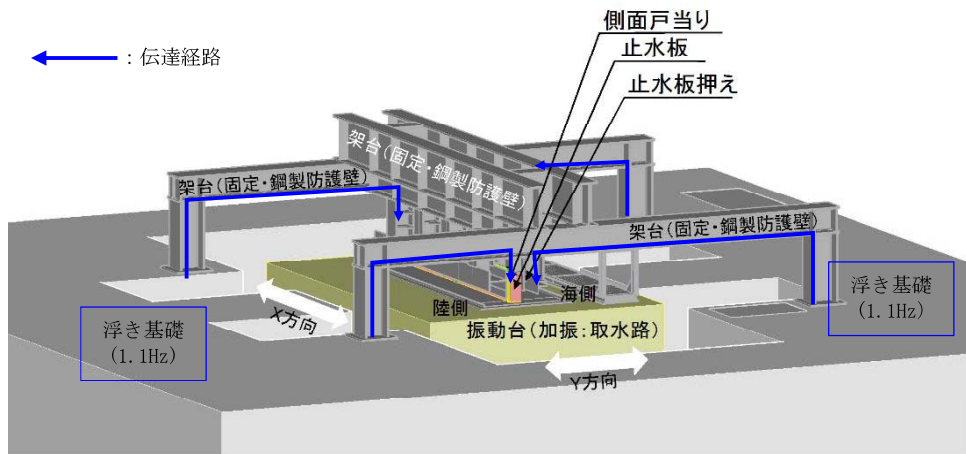 側面戸当り
止水板
止水板押え
：伝達経路
架台(固定・鋼製防護壁)
架台(固定・鋼製防護壁)
架台(固定・鋼製防護壁)
陸側
海側
X方向
振動台(加振:取水路)
Y方向
浮き基礎
(1.1Hz)
浮き基礎
(1.1Hz)